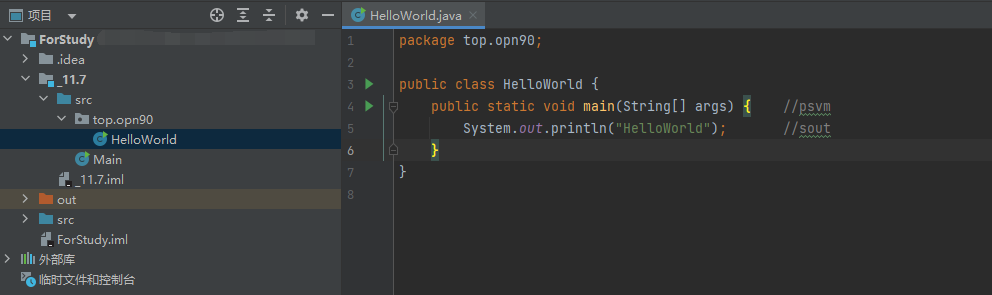 项目
ForStudy
.idea
_11.7
src
top.opn90
HelloWorld
Main
_11.7.iml
out
src
ForStudy.iml
外部库
临时文件和控制台
HelloWorld.java
1 package top.opn90;
2
3 public class HelloWorld {
4 public static void main(String[] args) { //psvm
5 System.out.println("HelloWorld"); //sout
6 }
7 }
8